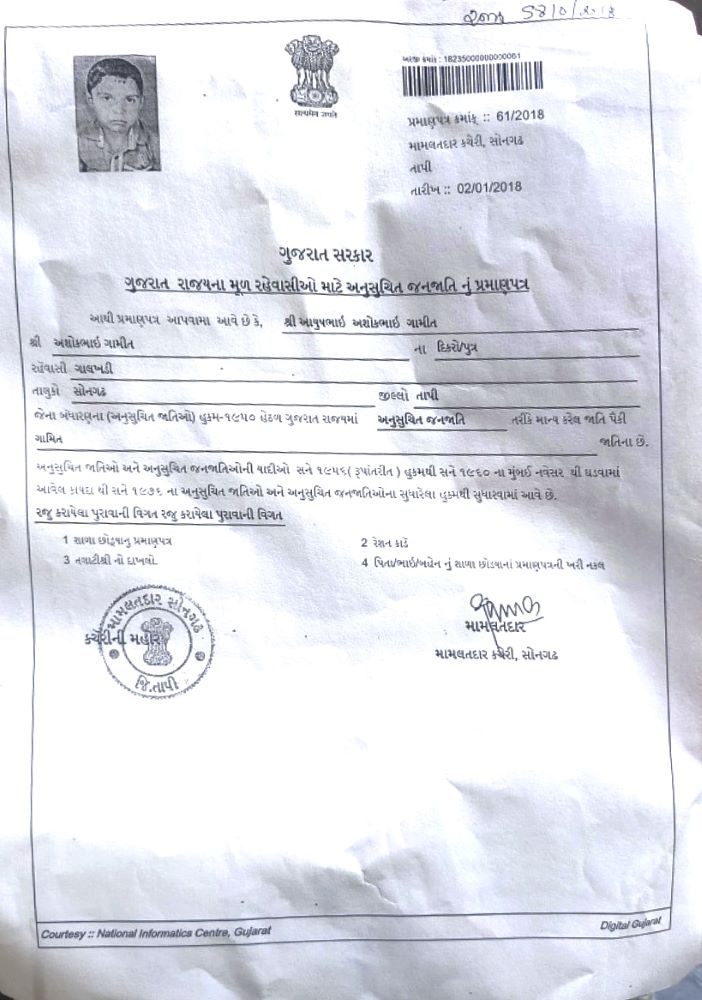 સત્યમેવ જયતે
અરજી ક્રમાંક : 18235000000000061
પ્રમાણપત્ર ક્રમાંક :: 61/2018
મામલતદાર કચેરી, સોનગઢ
તાપી
તારીખ :: 02/01/2018
ગુજરાત સરકાર
ગુજરાત રાજયના મૂળ રહેવાસીઓ માટે અનુસુચિત જનજાતિ નું પ્રમાણપત્ર
આથી પ્રમાણપત્ર આપવામા આવે છે કે, શ્રી આયુષભાઇ અશોકભાઇ ગામીત
શ્રી અશોકભાઇ ગામીત ના દિકરો/પુત્ર
રહેવાસી ગાલખડી
તાલુકો સોનગઢ જીલ્લો તાપી
જેના બંધારણના (અનુસુચિત જાતિઓ) હુકમ-૧૯૫૦ હેઠળ ગુજરાત રાજયમાં અનુસુચિત જનજાતિ તરીકે માન્ય કરેલ જાતિ પૈકી
ગામિત જાતિના છે.
અનુસુચિત જાતિઓ અને અનુસુચિત જનજાતિઓની યાદીઓ સને ૧૯૫૬( રૂપાંતરીત ) હુકમથી સને ૧૯૬૦ ના મુંબઈ નવેસર થી ઘડવામાં
આવેલ કાયદા થી સને ૧૯૭૬ ના અનુસુચિત જાતિઓ અને અનુસુચિત જનજાતિઓના સુધારેલા હુકમથી સુધારવામાં આવે છે.
રજુ કરાયેલા પુરાવાની વિગત રજુ કરાયેલા પુરાવાની વિગત
1 શાળા છોડયાનુ પ્રમાણપત્ર 2 રેશન કાર્ડ
3 તલાટીશ્રી નો દાખલો. 4 પિતા/ભાઈ/બહેન નું શાળા છોડયાનાં પ્રમાણપત્રની ખરી નકલ
મામલતદાર સોનગઢ
કચેરીની મહોર
જિ.તાપી
મામલતદાર
મામલતદાર કચેરી, સોનગઢ
Courtesy :: National Informatics Centre, Gujarat Digital Gujarat